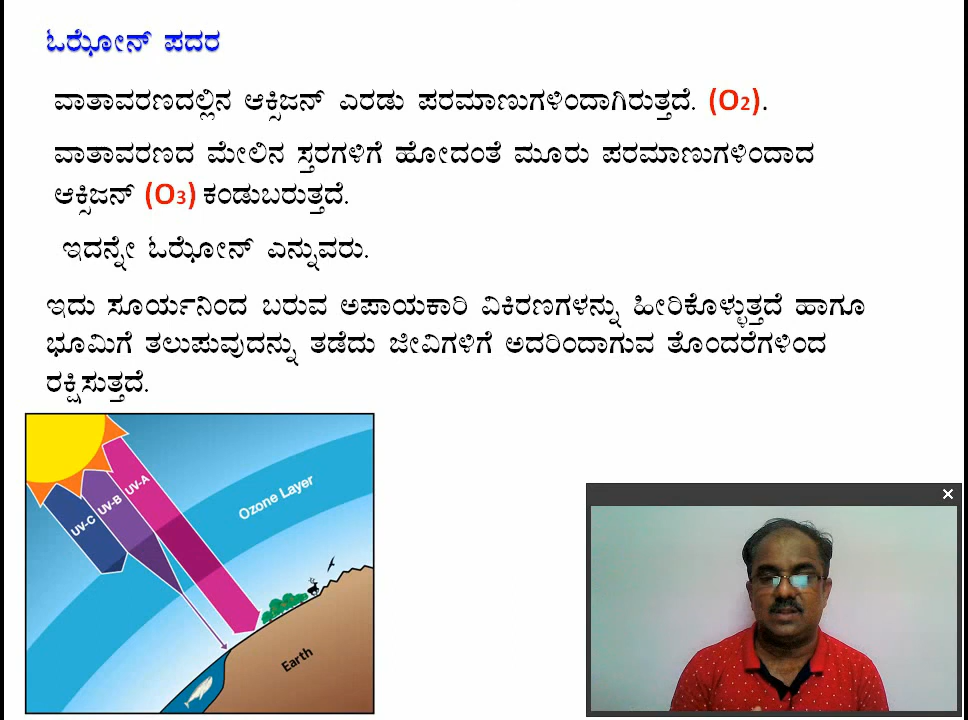 ಓಝೋನ್ ಪದರ
ವಾತಾವರಣದಲ್ಲಿನ ಆಕ್ಸಿಜನ್ ಎರಡು ಪರಮಾಣುಗಳಿಂದಾಗಿರುತ್ತದೆ. (O2).
ವಾತಾವರಣದ ಮೇಲಿನ ಸ್ತರಗಳಿಗೆ ಹೋದಂತೆ ಮೂರು ಪರಮಾಣುಗಳಿಂದಾದ
ಆಕ್ಸಿಜನ್ (O3) ಕಂಡುಬರುತ್ತದೆ.
ಇದನ್ನೇ ಓಝೋನ್ ಎನ್ನುವರು.
ಇದು ಸೂರ್ಯನಿಂದ ಬರುವ ಅಪಾಯಕಾರಿ ವಿಕಿರಣಗಳನ್ನು ಹೀರಿಕೊಳ್ಳುತ್ತದೆ ಹಾಗೂ
ಭೂಮಿಗೆ ತಲುಪುವುದನ್ನು ತಡೆದು ಜೀವಿಗಳಿಗೆ ಅದರಿಂದಾಗುವ ತೊಂದರೆಗಳಿಂದ
ರಕ್ಷಿಸುತ್ತದೆ.
UV-C
UV-B
UV-A
Ozone Layer
Earth